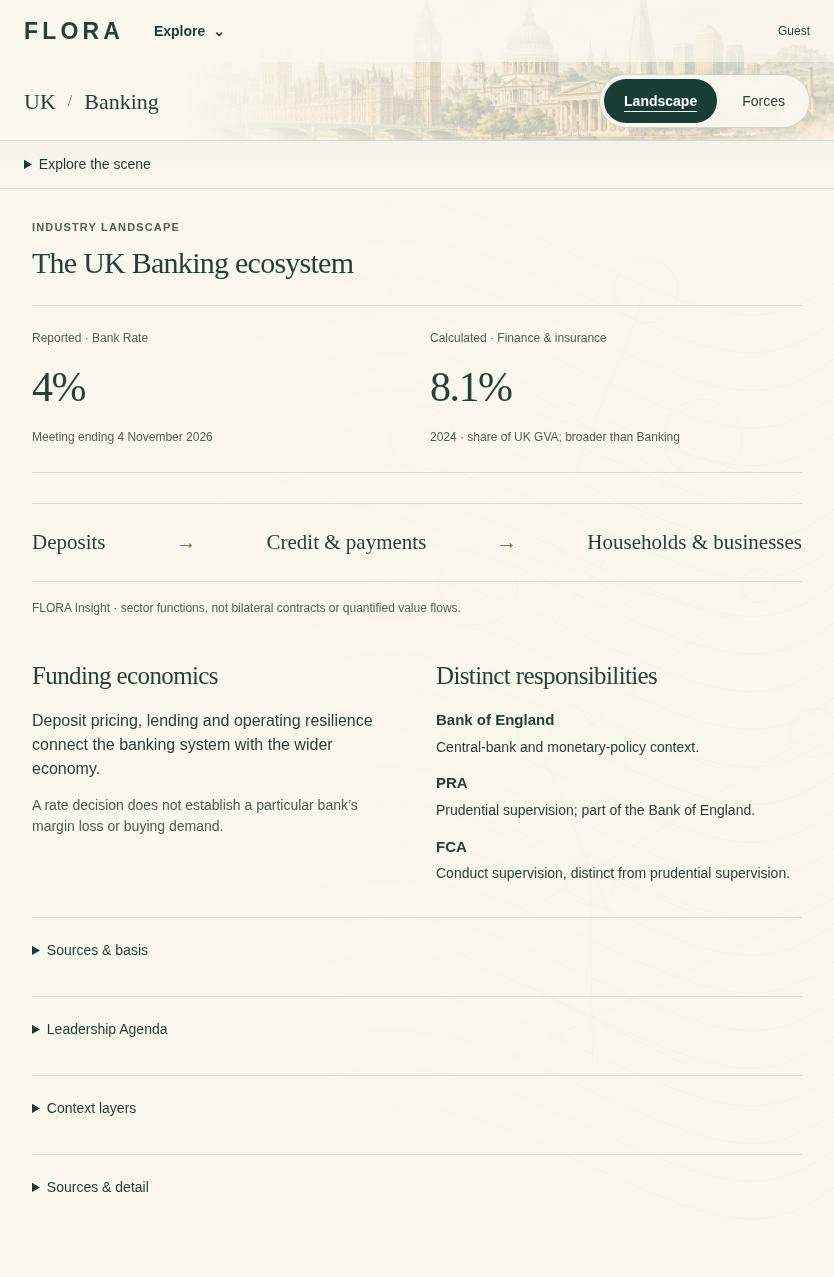 FLORA
Explore
Guest
UK / Banking
Landscape
Forces
Explore the scene
INDUSTRY LANDSCAPE
The UK Banking ecosystem
Reported · Bank Rate
4%
Meeting ending 4 November 2026
Calculated · Finance & insurance
8.1%
2024 · share of UK GVA; broader than Banking
Deposits → Credit & payments → Households & businesses
FLORA Insight · sector functions, not bilateral contracts or quantified value flows.
Funding economics
Deposit pricing, lending and operating resilience
connect the banking system with the wider
economy.
A rate decision does not establish a particular bank's
margin loss or buying demand.
Distinct responsibilities
Bank of England
Central-bank and monetary-policy context.
PRA
Prudential supervision; part of the Bank of England.
FCA
Conduct supervision, distinct from prudential supervision.
Sources & basis
Leadership Agenda
Context layers
Sources & detail